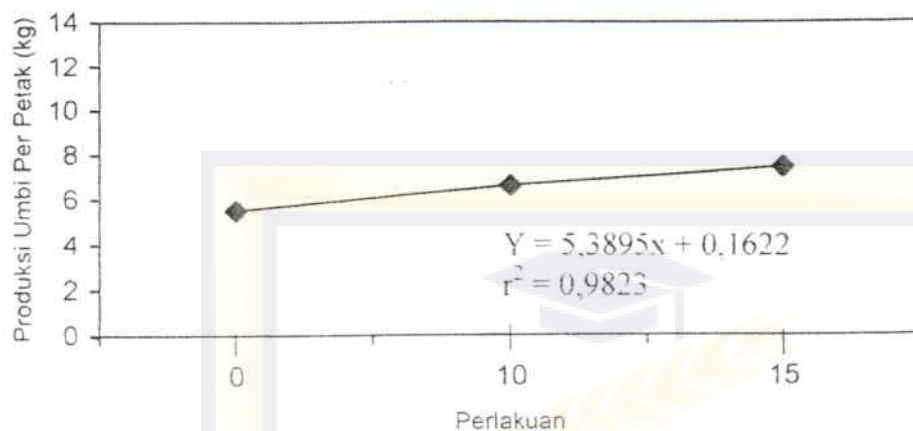 Produksi Umbi Per Petak (kg)
14
12
10
8
6
4
2
0
Y = 5,3895x + 0,1622
r² = 0,9823
0 10 15
Perlakuan